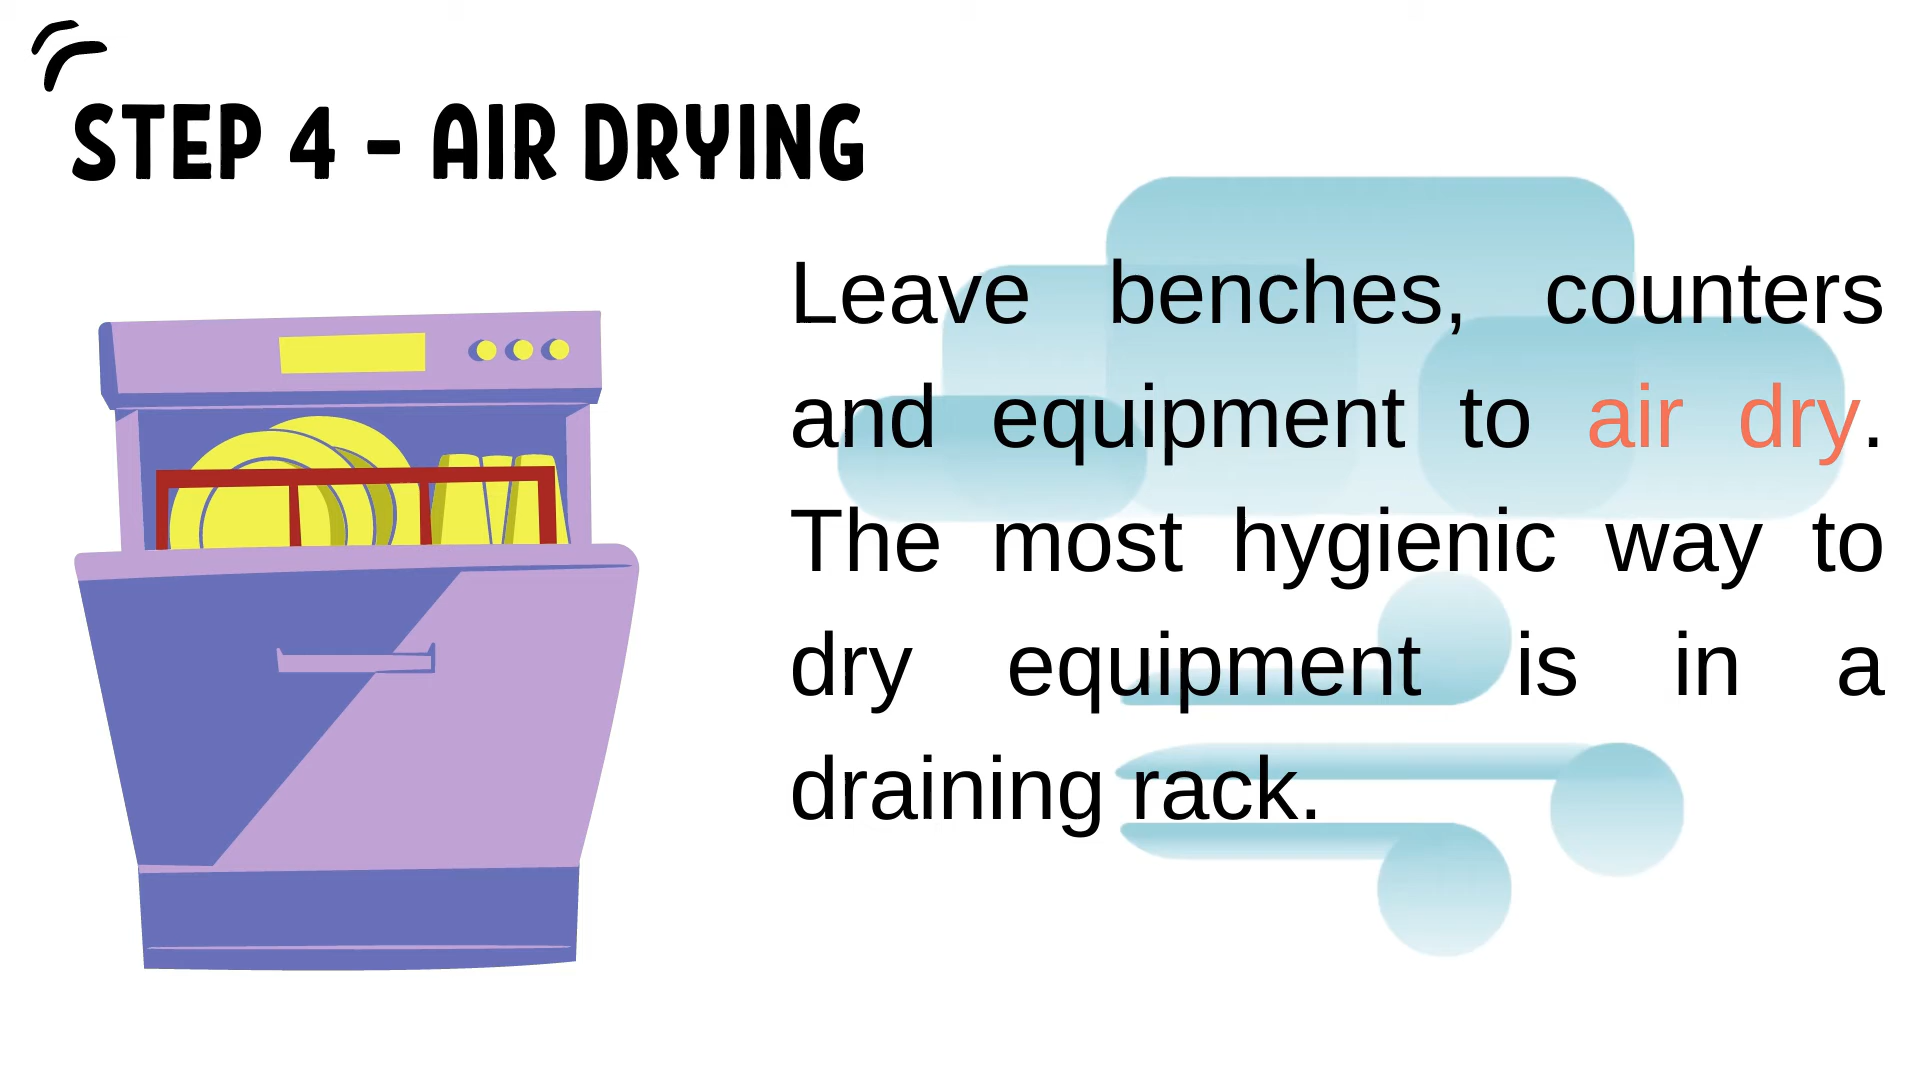 STEP 4 - AIR DRYING
Leave benches, counters
and equipment to air dry.
The most hygienic way to
dry equipment is in a
draining rack.